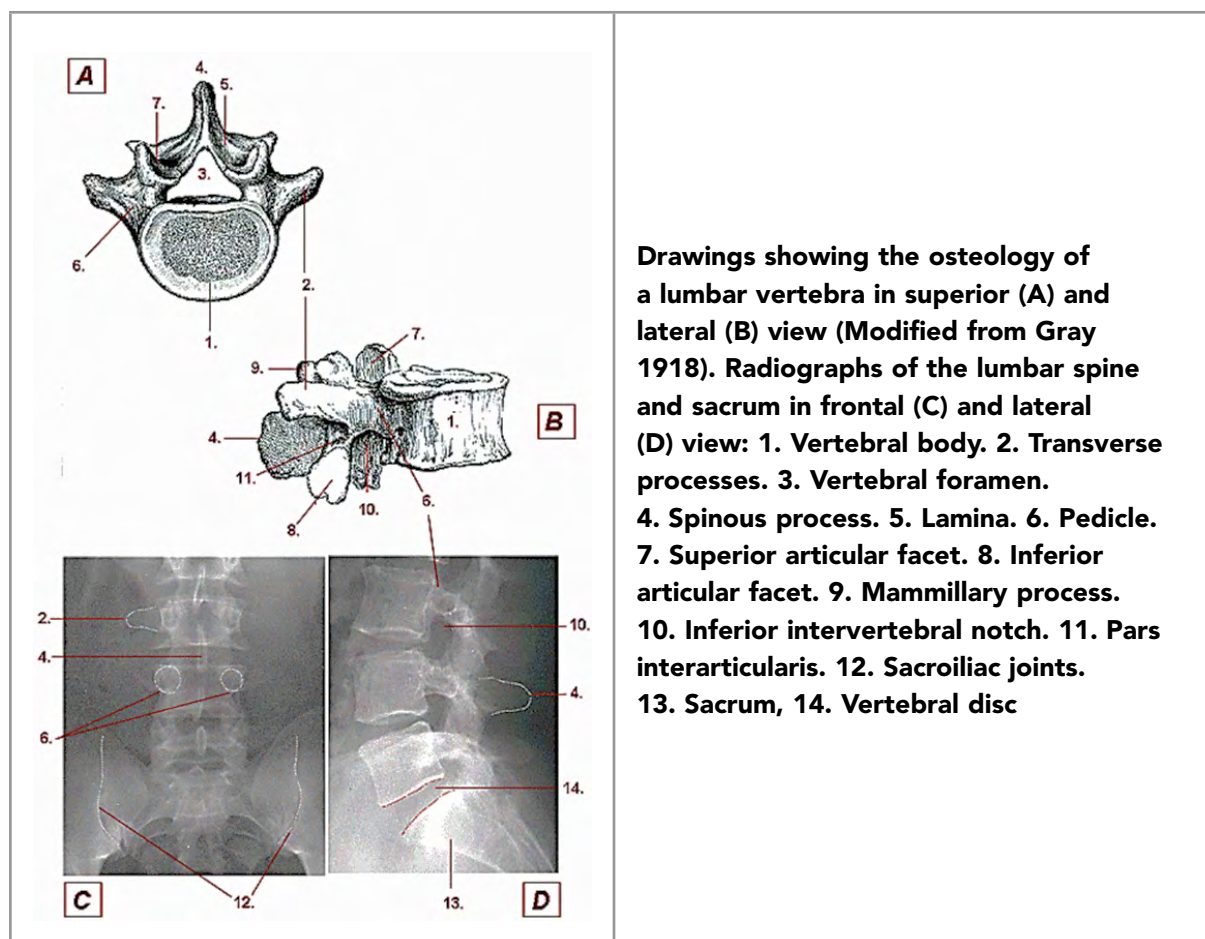 A
4.
5.
7.
3.
6.
2.
1.
7.
9.
B
1.
4.
11.
10.
8.
6.
2.
10.
4.
4.
6.
14.
12.
13.
C
D
Drawings showing the osteology of
a lumbar vertebra in superior (A) and
lateral (B) view (Modified from Gray
1918). Radiographs of the lumbar spine
and sacrum in frontal (C) and lateral
(D) view: 1. Vertebral body. 2. Transverse
processes. 3. Vertebral foramen.
4. Spinous process. 5. Lamina. 6. Pedicle.
7. Superior articular facet. 8. Inferior
articular facet. 9. Mammillary process.
10. Inferior intervertebral notch. 11. Pars
interarticularis. 12. Sacroiliac joints.
13. Sacrum, 14. Vertebral disc